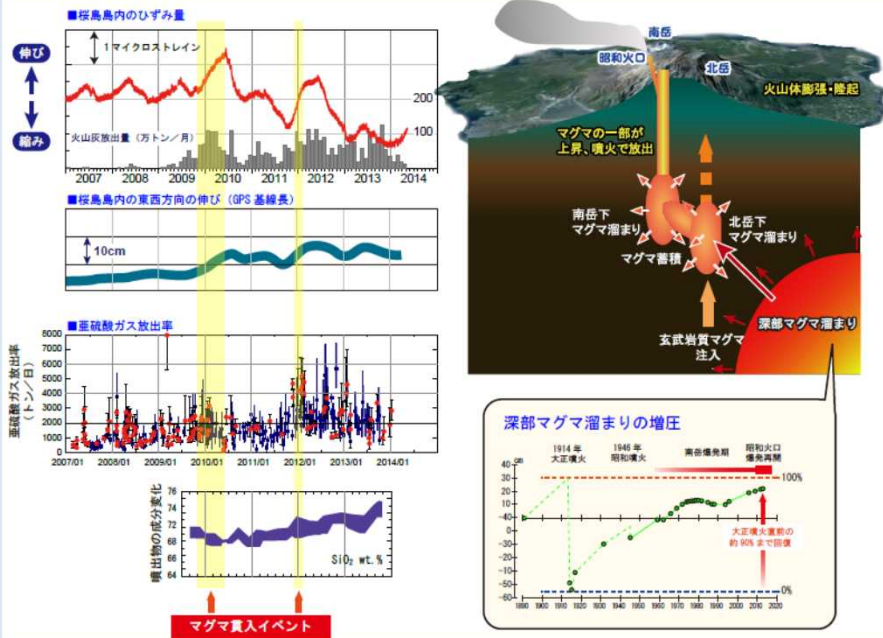 ■桜島島内のひずみ量
伸び
縮み
1マイクロストレイン
200
100
火山灰放出量（万トン／月）
2007 2008 2009 2010 2011 2012 2013 2014
■桜島島内の東西方向の伸び（GPS基線長）
10cm
■亜硫酸ガス放出率
亜硫酸ガス放出率
（トン／日）
8000
7000
6000
5000
4000
3000
2000
1000
0
2007/01 2008/01 2009/01 2010/01 2011/01 2012/01 2013/01 2014/01
噴出物の成分変化
76
72
68
66
64
SiO₂ wt.%
マグマ貫入イベント
南岳
昭和火口
北岳
火山体膨張・隆起
マグマの一部が
上昇、噴火で放出
南岳下
マグマ溜まり
北岳下
マグマ溜まり
マグマ蓄積
深部マグマ溜まり
玄武岩質マグマ
注入
深部マグマ溜まりの増圧
1914年
大正噴火
1946年
昭和噴火
南岳爆発期
昭和火口
爆発再開
40
30
20
10
0
-10
-20
-30
-40
-50
-60
100%
大正噴火直前の
約90%まで回復
0%
1890 1900 1910 1920 1930 1940 1950 1960 1970 1980 1990 2000 2010 2020